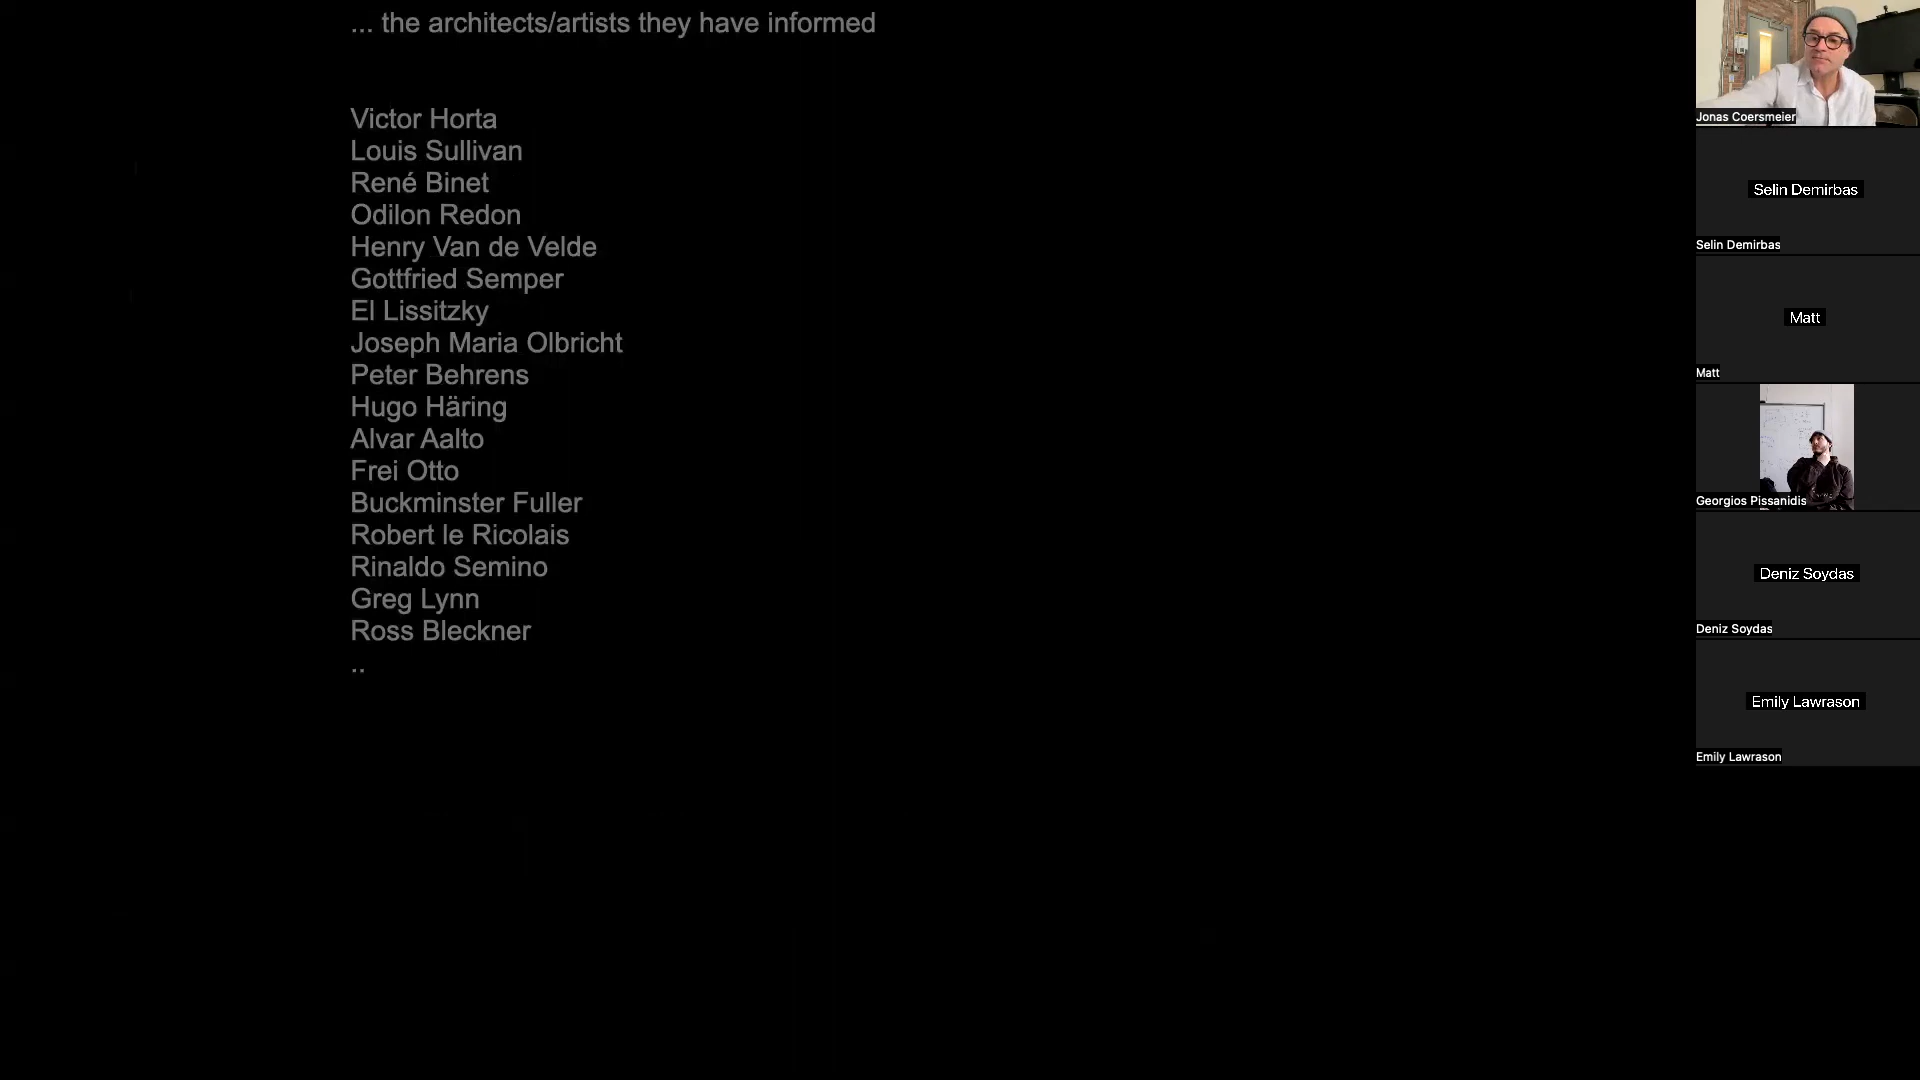 ... the architects/artists they have informed
Victor Horta
Louis Sullivan
René Binet
Odilon Redon
Henry Van de Velde
Gottfried Semper
El Lissitzky
Joseph Maria Olbricht
Peter Behrens
Hugo Häring
Alvar Aalto
Frei Otto
Buckminster Fuller
Robert le Ricolais
Rinaldo Semino
Greg Lynn
Ross Bleckner
..
Jonas Coersmeier
Selin Demirbas
Selin Demirbas
Matt
Matt
Georgios Pissanidis
Deniz Soydas
Deniz Soydas
Emily Lawrason
Emily Lawrason